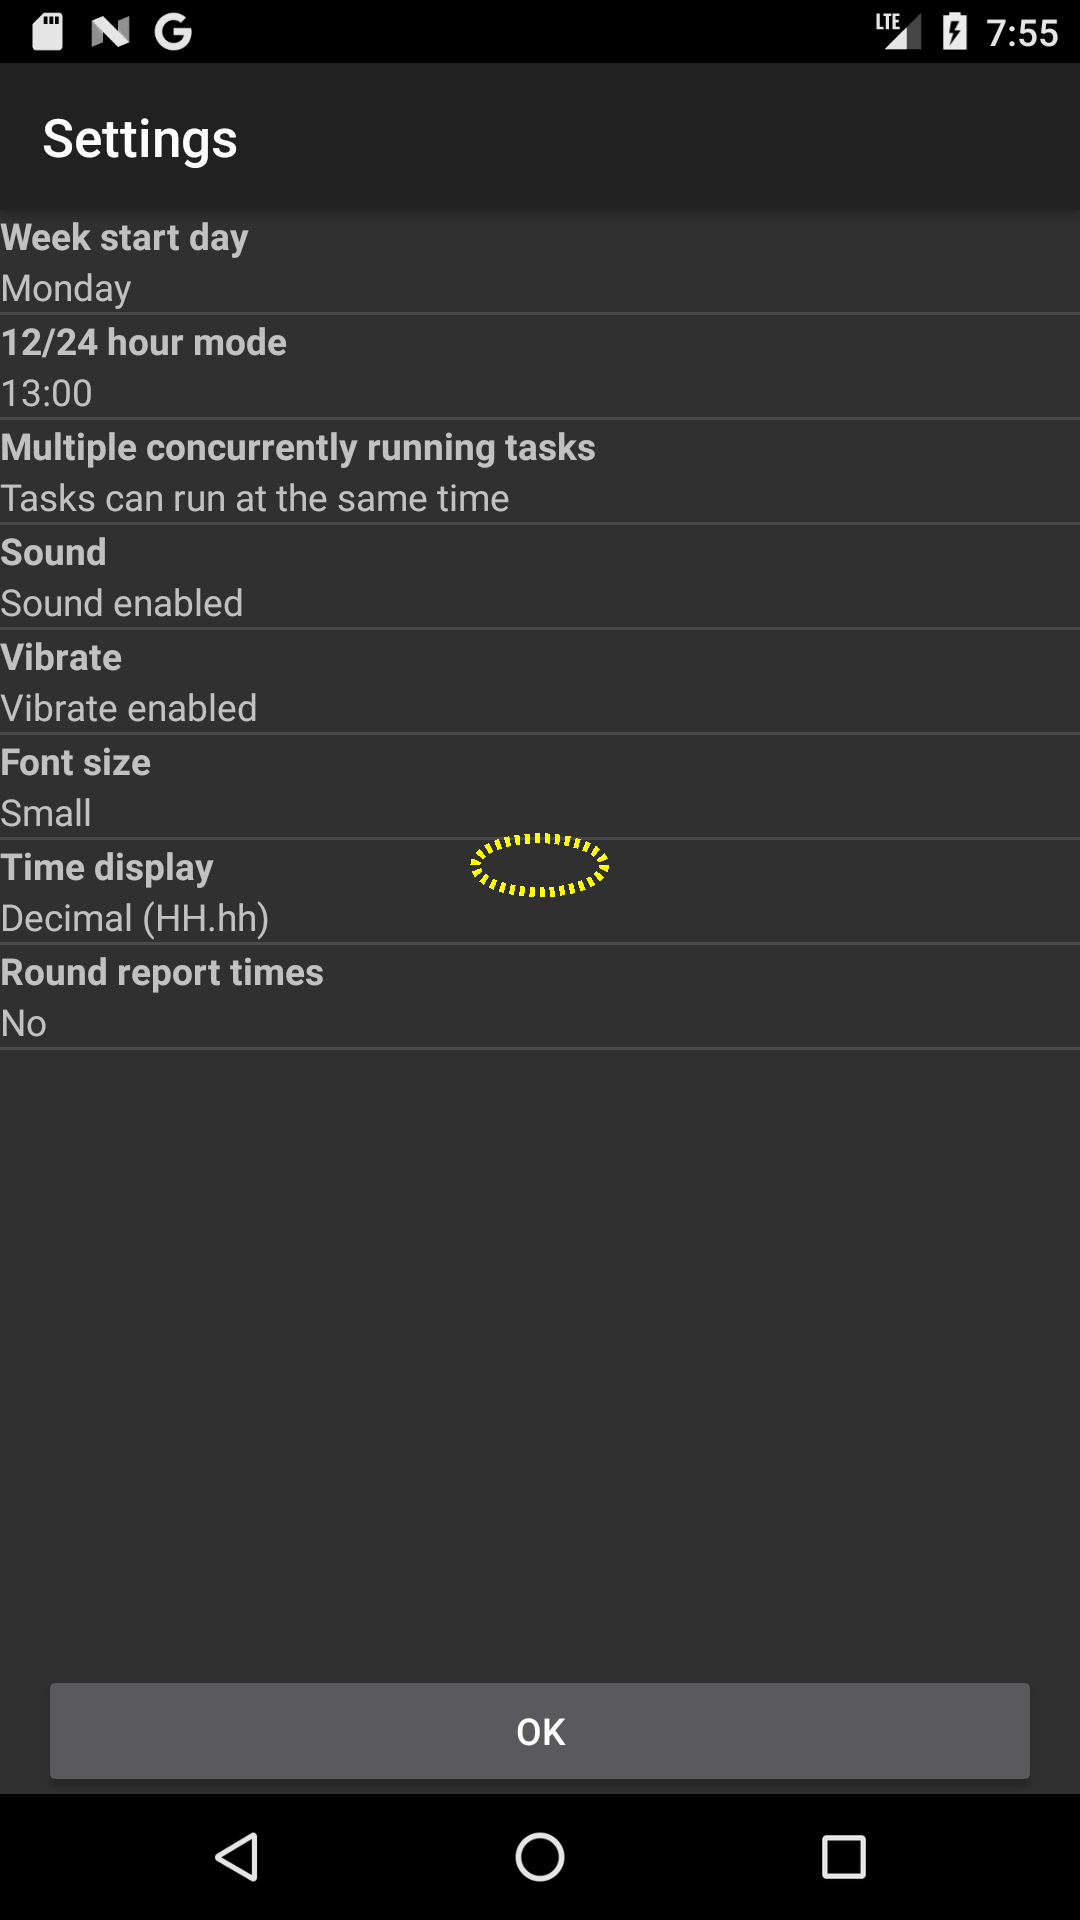 LTE 7:55
Settings
Week start day
Monday
12/24 hour mode
13:00
Multiple concurrently running tasks
Tasks can run at the same time
Sound
Sound enabled
Vibrate
Vibrate enabled
Font size
Small
Time display
Decimal (HH.hh)
Round report times
No
OK